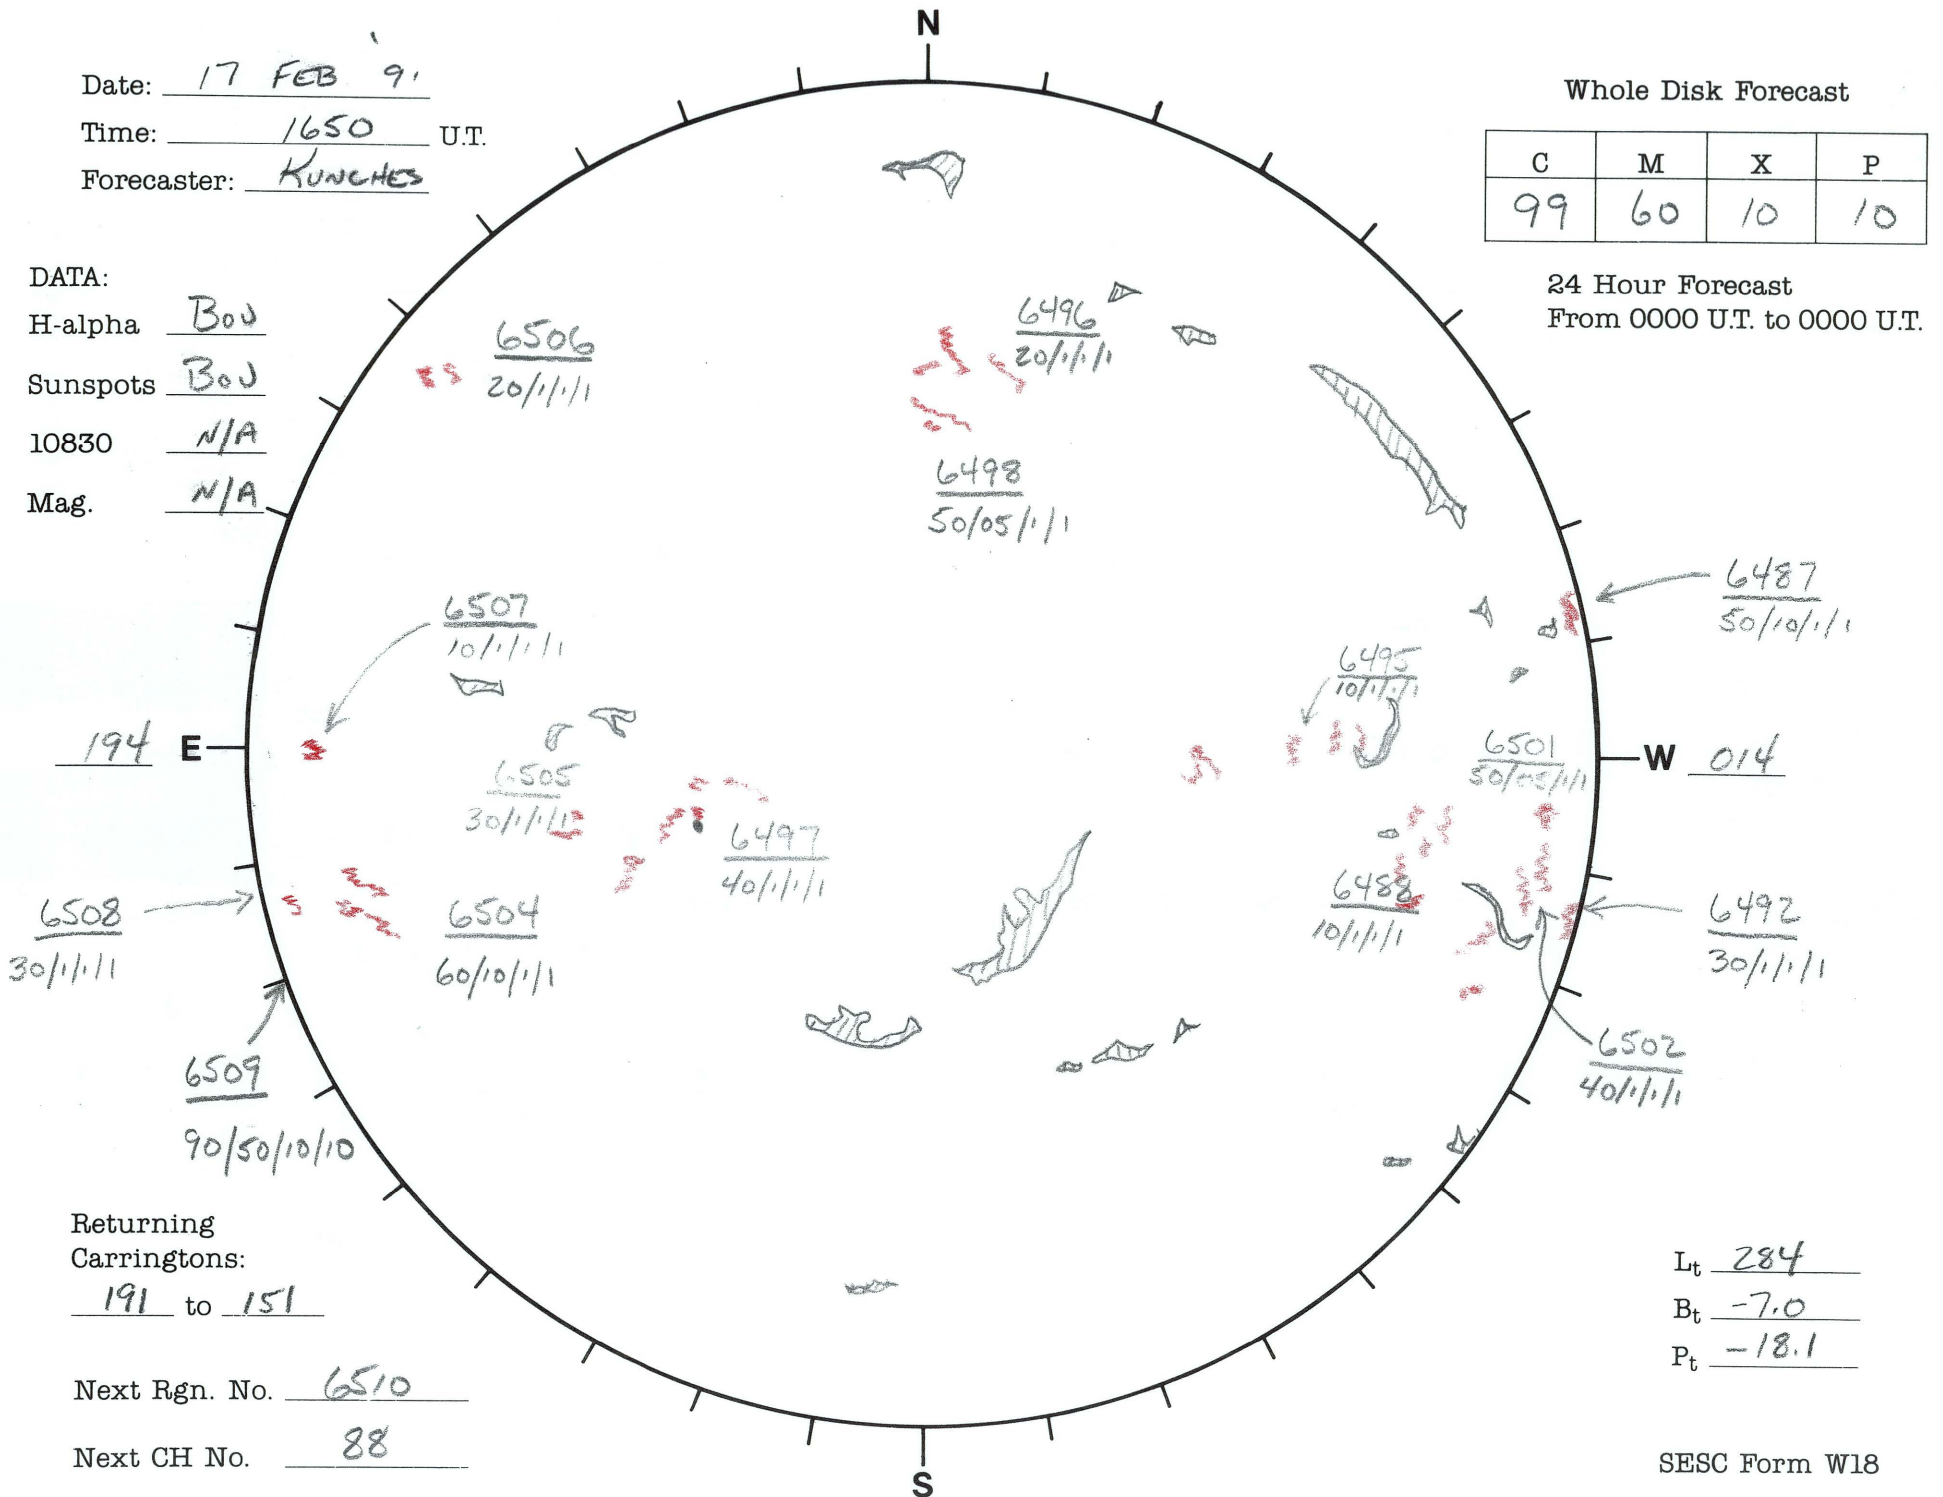 N
Date: 17 FEB '91
Time: 1650 U.T.
Forecaster: KUNCHES
Whole Disk Forecast
C M X P
99 60 10 10
24 Hour Forecast
From 0000 U.T. to 0000 U.T.
DATA:
H-alpha BOU
Sunspots BOU
10830 N/A
Mag. N/A
6506
20/1/1/1
6496
20/1/1/1
6498
50/05/1/1
6487
50/10/1/1
6507
10/1/1/1
6495
10/1/1/1
194 E
W 014
6501
50/05/1/1
6505
30/1/1/1
6497
40/1/1/1
6488
10/1/1/1
6508
30/1/1/1
6504
60/10/1/1
6492
30/1/1/1
6509
90/50/10/10
6502
40/1/1/1
Returning
Carringtons:
191 to 151
Lt 284
Bt -7.0
Pt -18.1
Next Rgn. No. 6510
Next CH No. 88
SESC Form W18
S